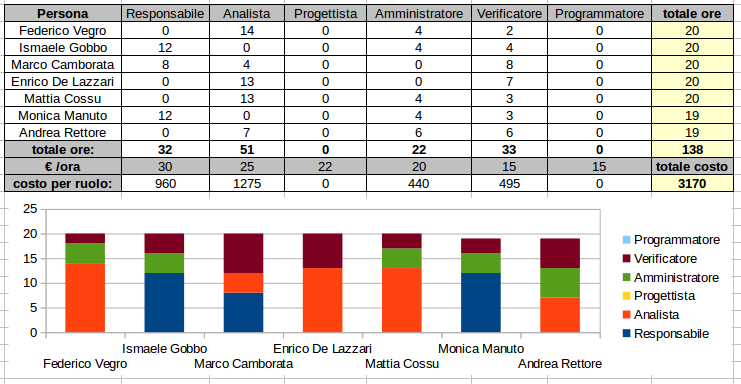 Persona Responsabile Analista Progettista Amministratore Verificatore Programmatore totale ore
Federico Vegro 0 14 0 4 2 0 20
Ismaele Gobbo 12 0 0 4 4 0 20
Marco Camborata 8 4 0 0 8 0 20
Enrico De Lazzari 0 13 0 0 7 0 20
Mattia Cossu 0 13 0 4 3 0 20
Monica Manuto 12 0 0 4 3 0 19
Andrea Rettore 0 7 0 6 6 0 19
totale ore: 32 51 0 22 33 0 138
€ /ora 30 25 22 20 15 15 totale costo
costo per ruolo: 960 1275 0 440 495 0 3170
25
20
15
10
5
0
Programmatore
Verificatore
Amministratore
Progettista
Analista
Responsabile
Ismaele Gobbo Enrico De Lazzari Monica Manuto
Federico Vegro Marco Camborata Mattia Cossu Andrea Rettore